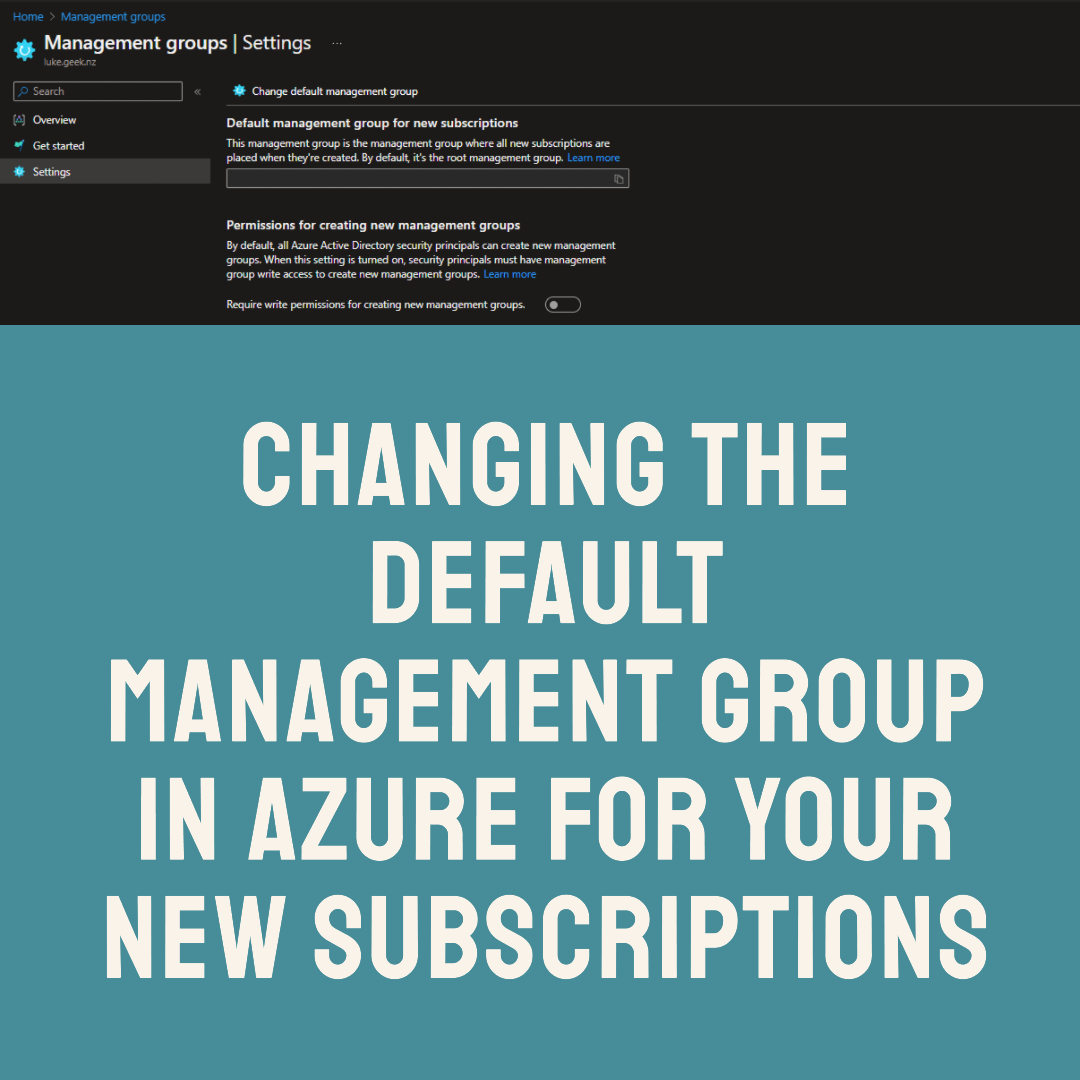 Home > Management groups
Management groups | Settings ...
luke.geek.nz
Search «
Overview
Get started
Settings
Change default management group
Default management group for new subscriptions
This management group is the management group where all new subscriptions are
placed when they're created. By default, it's the root management group. Learn more
Permissions for creating new management groups
By default, all Azure Active Directory security principals can create new management
groups. When this setting is turned on, security principals must have management
group write access to create new management groups. Learn more
Require write permissions for creating new management groups.
CHANGING THE
DEFAULT
MANAGEMENT GROUP
IN AZURE FOR YOUR
NEW SUBSCRIPTIONS